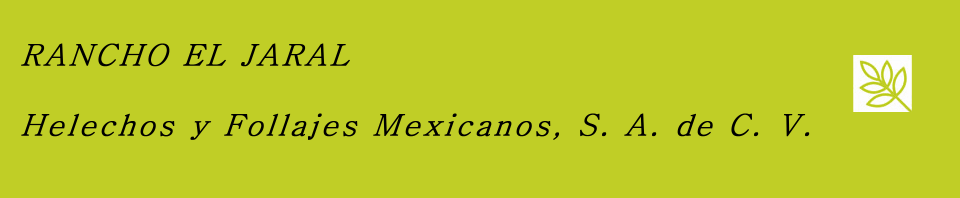 RANCHO EL JARAL
Helechos y Follajes Mexicanos, S. A. de C. V.